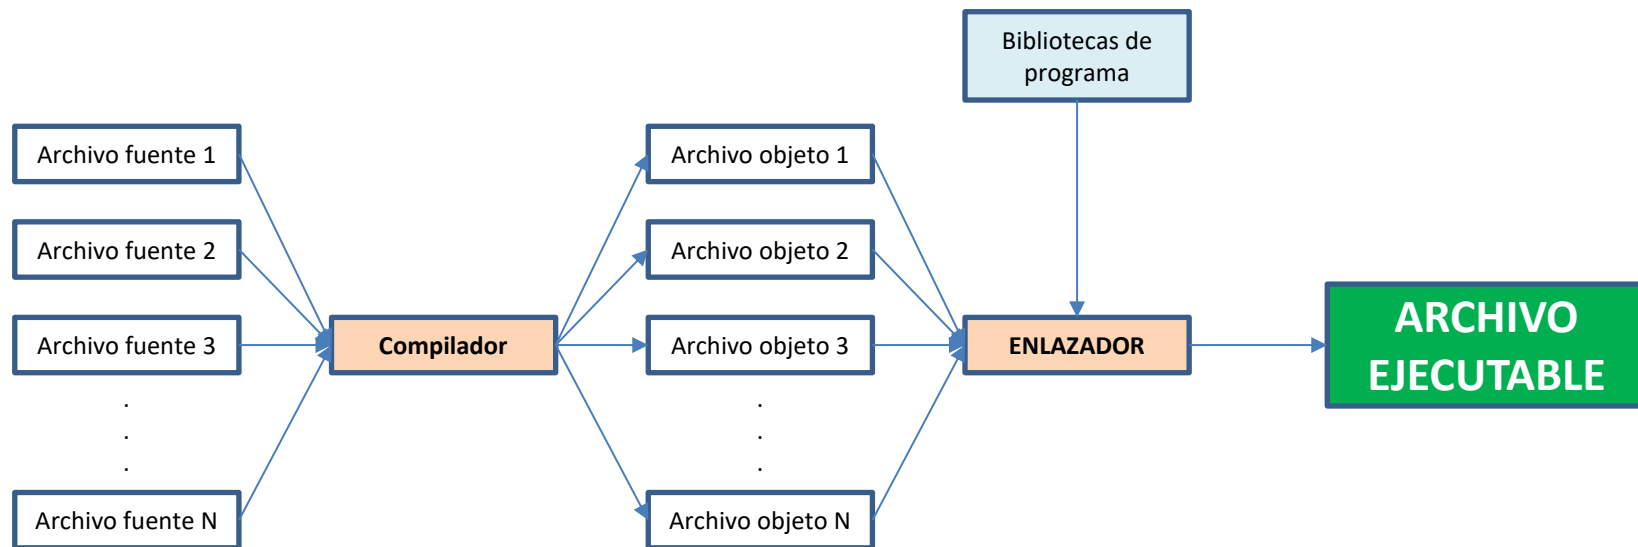 Bibliotecas de
programa
Archivo fuente 1
Archivo objeto 1
Archivo fuente 2
Archivo objeto 2
Archivo fuente 3
Compilador
Archivo objeto 3
ENLAZADOR
ARCHIVO
EJECUTABLE
.
.
.
.
.
.
Archivo fuente N
Archivo objeto N